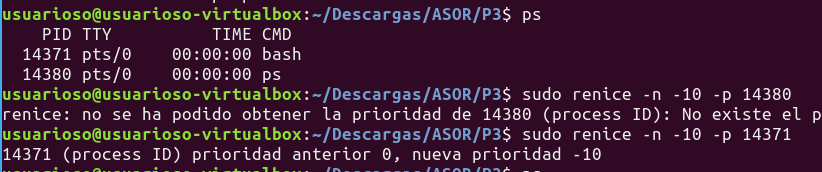 usuarioso@usuarioso-virtualbox:~/Descargas/ASOR/P3$ ps
PID TTY TIME CMD
14371 pts/0 00:00:00 bash
14380 pts/0 00:00:00 ps
usuarioso@usuarioso-virtualbox:~/Descargas/ASOR/P3$ sudo renice -n -10 -p 14380
renice: no se ha podido obtener la prioridad de 14380 (process ID): No existe el p
usuarioso@usuarioso-virtualbox:~/Descargas/ASOR/P3$ sudo renice -n -10 -p 14371
14371 (process ID) prioridad anterior 0, nueva prioridad -10